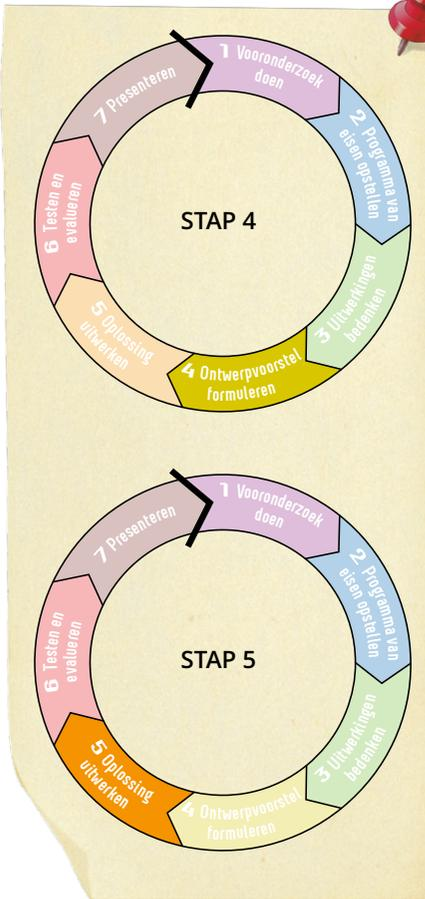 1 Vooronderzoek
doen
2 Programma van
eisen opstellen
3 Uitwerkingen
bedenken
4 Ontwerpvoorstel
formuleren
5 Oplossing
uitwerken
6 Testen en
evalueren
7 Presenteren
STAP 4
1 Vooronderzoek
doen
2 Programma van
eisen opstellen
3 Uitwerkingen
bedenken
4 Ontwerpvoorstel
formuleren
5 Oplossing
uitwerken
6 Testen en
evalueren
7 Presenteren
STAP 5